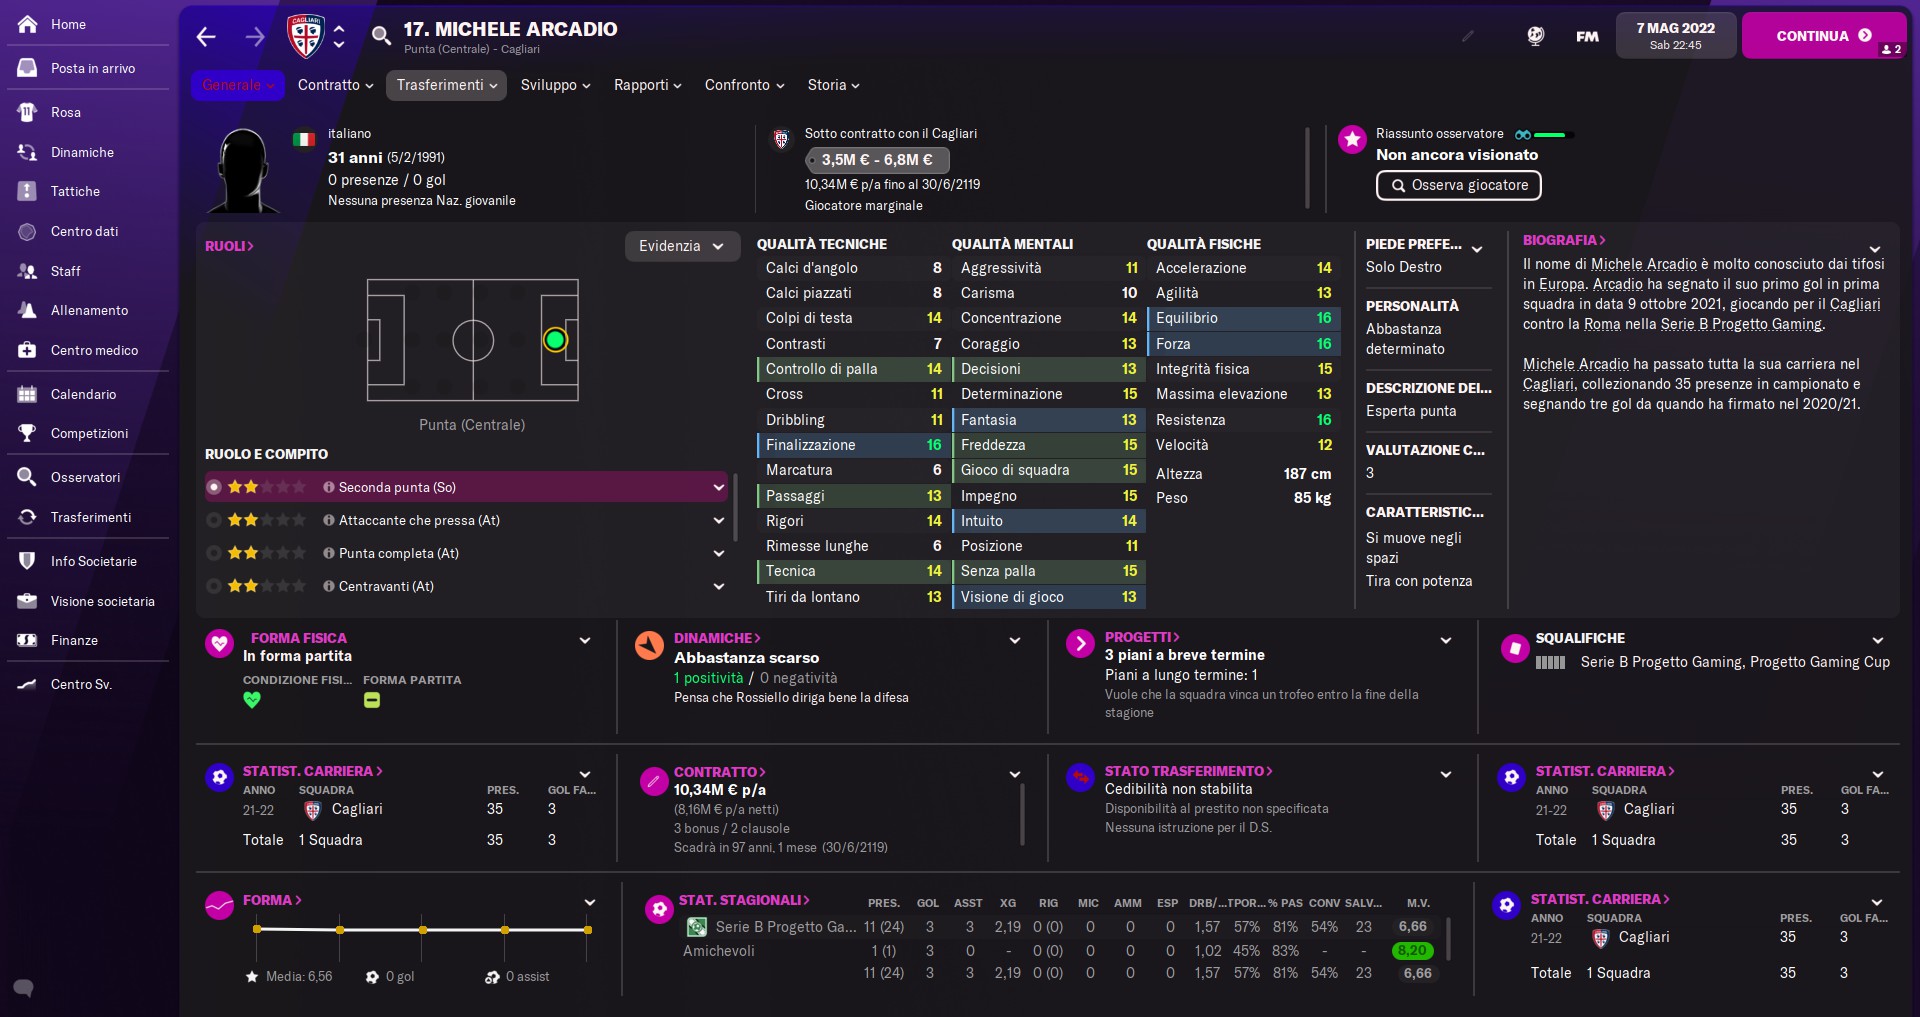 Home
Posta in arrivo
Rosa
Dinamiche
Tattiche
Centro dati
Staff
Allenamento
Centro medico
Calendario
Competizioni
Osservatori
Trasferimenti
Info Societarie
Visione societaria
Finanze
Centro Sv.
17. MICHELE ARCADIO
Punta (Centrale) - Cagliari
FM
7 MAG 2022
Sab 22:45
CONTINUA
2
Generale
Contratto
Trasferimenti
Sviluppo
Rapporti
Confronto
Storia
italiano
31 anni (5/2/1991)
0 presenze / 0 gol
Nessuna presenza Naz. giovanile
Sotto contratto con il Cagliari
3,5M € - 6,8M €
10,34M € p/a fino al 30/6/2119
Giocatore marginale
Riassunto osservatore
Non ancora visionato
Osserva giocatore
RUOLI
Evidenzia
Punta (Centrale)
RUOLO E COMPITO
Seconda punta (So)
Attaccante che pressa (At)
Punta completa (At)
Centravanti (At)
QUALITÀ TECNICHE
Calci d'angolo 8
Calci piazzati 8
Colpi di testa 14
Contrasti 7
Controllo di palla 14
Cross 11
Dribbling 11
Finalizzazione 16
Marcatura 6
Passaggi 13
Rigori 14
Rimesse lunghe 6
Tecnica 14
Tiri da lontano 13
QUALITÀ MENTALI
Aggressività 11
Carisma 10
Concentrazione 14
Coraggio 13
Decisioni 13
Determinazione 15
Fantasia 13
Freddezza 15
Gioco di squadra 15
Impegno 15
Intuito 14
Posizione 11
Senza palla 15
Visione di gioco 13
QUALITÀ FISICHE
Accelerazione 14
Agilità 13
Equilibrio 16
Forza 16
Integrità fisica 15
Massima elevazione 13
Resistenza 16
Velocità 12
Altezza 187 cm
Peso 85 kg
PIEDE PREFE...
Solo Destro
PERSONALITÀ
Abbastanza
determinato
DESCRIZIONE DEI...
Esperta punta
VALUTAZIONE C...
3
CARATTERISTIC...
Si muove negli
spazi
Tira con potenza
BIOGRAFIA
Il nome di Michele Arcadio è molto conosciuto dai tifosi
in Europa. Arcadio ha segnato il suo primo gol in prima
squadra in data 9 ottobre 2021, giocando per il Cagliari
contro la Roma nella Serie B Progetto Gaming.
Michele Arcadio ha passato tutta la sua carriera nel
Cagliari, collezionando 35 presenze in campionato e
segnando tre gol da quando ha firmato nel 2020/21.
FORMA FISICA
In forma partita
CONDIZIONE FISI... FORMA PARTITA
DINAMICHE
Abbastanza scarso
1 positività / 0 negatività
Pensa che Rossiello diriga bene la difesa
PROGETTI
3 piani a breve termine
Piani a lungo termine: 1
Vuole che la squadra vinca un trofeo entro la fine della
stagione
SQUALIFICHE
Serie B Progetto Gaming, Progetto Gaming Cup
STATIST. CARRIERA
ANNO SQUADRA PRES. GOL FA...
21-22 Cagliari 35 3
Totale 1 Squadra 35 3
CONTRATTO
10,34M € p/a
(8,16M € p/a netti)
3 bonus / 2 clausole
Scadrà in 97 anni, 1 mese (30/6/2119)
STATO TRASFERIMENTO
Cedibilità non stabilita
Disponibilità al prestito non specificata
Nessuna istruzione per il D.S.
STATIST. CARRIERA
ANNO SQUADRA PRES. GOL FA...
21-22 Cagliari 35 3
Totale 1 Squadra 35 3
FORMA
Media: 6,56 0 gol 0 assist
STAT. STAGIONALI PRES. GOL ASST XG RIG MIC AMM ESP DRB/... TPOR... % PAS CONV SALV... M.V.
Serie B Progetto Ga... 11 (24) 3 3 2,19 0 (0) 0 0 0 1,57 57% 81% 54% 23 6,66
Amichevoli 1 (1) 3 0 - 0 (0) 0 0 0 1,02 45% 83% - - 8,20
11 (24) 3 3 2,19 0 (0) 0 0 0 1,57 57% 81% 54% 23 6,66
STATIST. CARRIERA
ANNO SQUADRA PRES. GOL FA...
21-22 Cagliari 35 3
Totale 1 Squadra 35 3